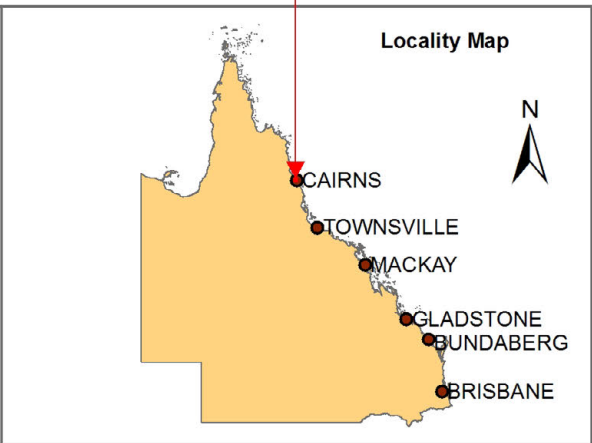 Locality Map
N
CAIRNS
TOWNSVILLE
MACKAY
GLADSTONE
BUNDABERG
BRISBANE